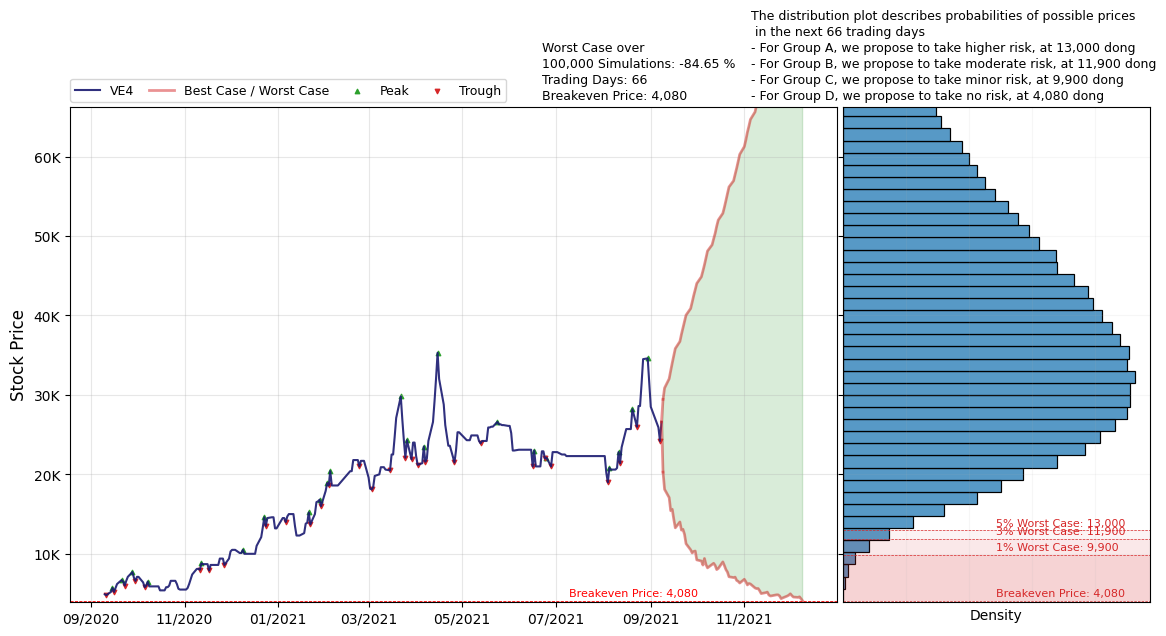 The distribution plot describes probabilities of possible prices
in the next 66 trading days
- For Group A, we propose to take higher risk, at 13,000 dong
- For Group B, we propose to take moderate risk, at 11,900 dong
- For Group C, we propose to take minor risk, at 9,900 dong
- For Group D, we propose to take no risk, at 4,080 dong
Worst Case over
100,000 Simulations: -84.65 %
Trading Days: 66
Breakeven Price: 4,080
VE4
Best Case / Worst Case
Peak
Trough
Stock Price
60K
50K
40K
30K
20K
10K
09/2020
11/2020
01/2021
03/2021
05/2021
07/2021
09/2021
11/2021
Breakeven Price: 4,080
5% Worst Case: 13,000
3% Worst Case: 11,900
1% Worst Case: 9,900
Breakeven Price: 4,080
Density